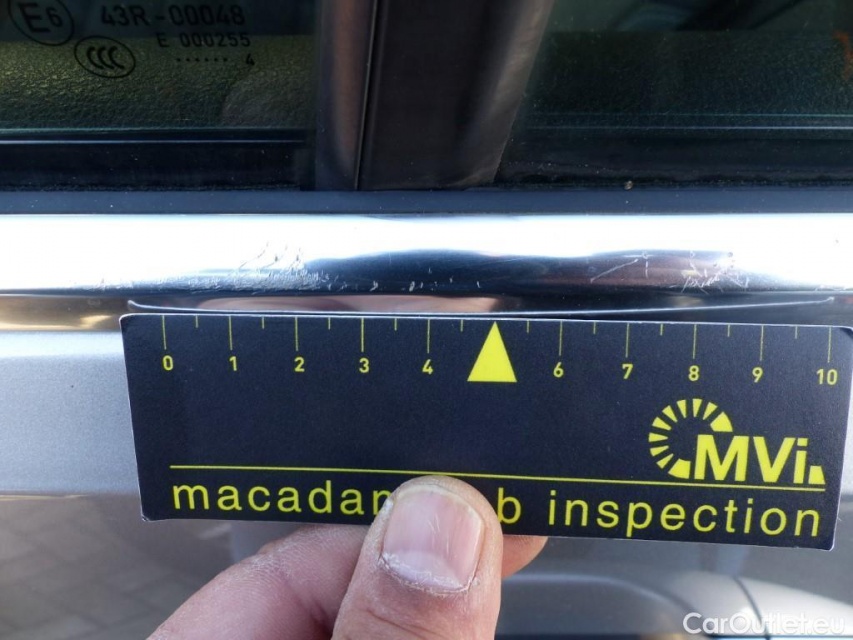 E6 43R-00048
CCC E 000255
...... 4
0 1 2 3 4 6 7 8 9 10
MVi
macadam b inspection
CarOutlet.eu